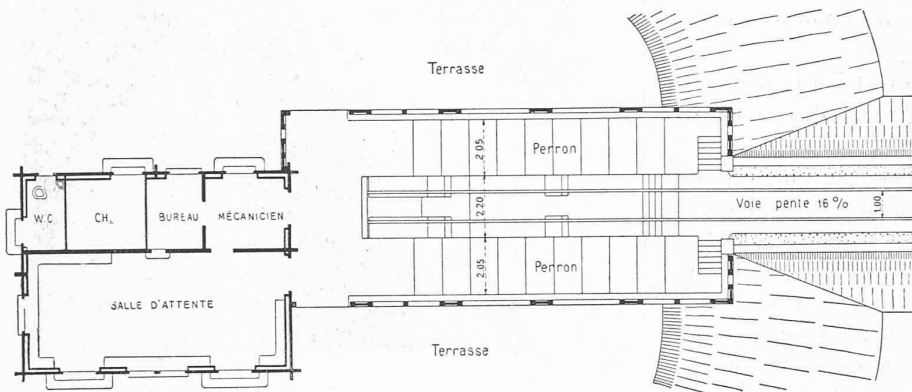 Terrasse
Perron
2.05
W.C
CH.
BUREAU
MÉCANICIEN
2.20
Voie pente 16 %
1.00
2.05
Perron
SALLE D'ATTENTE
Terrasse